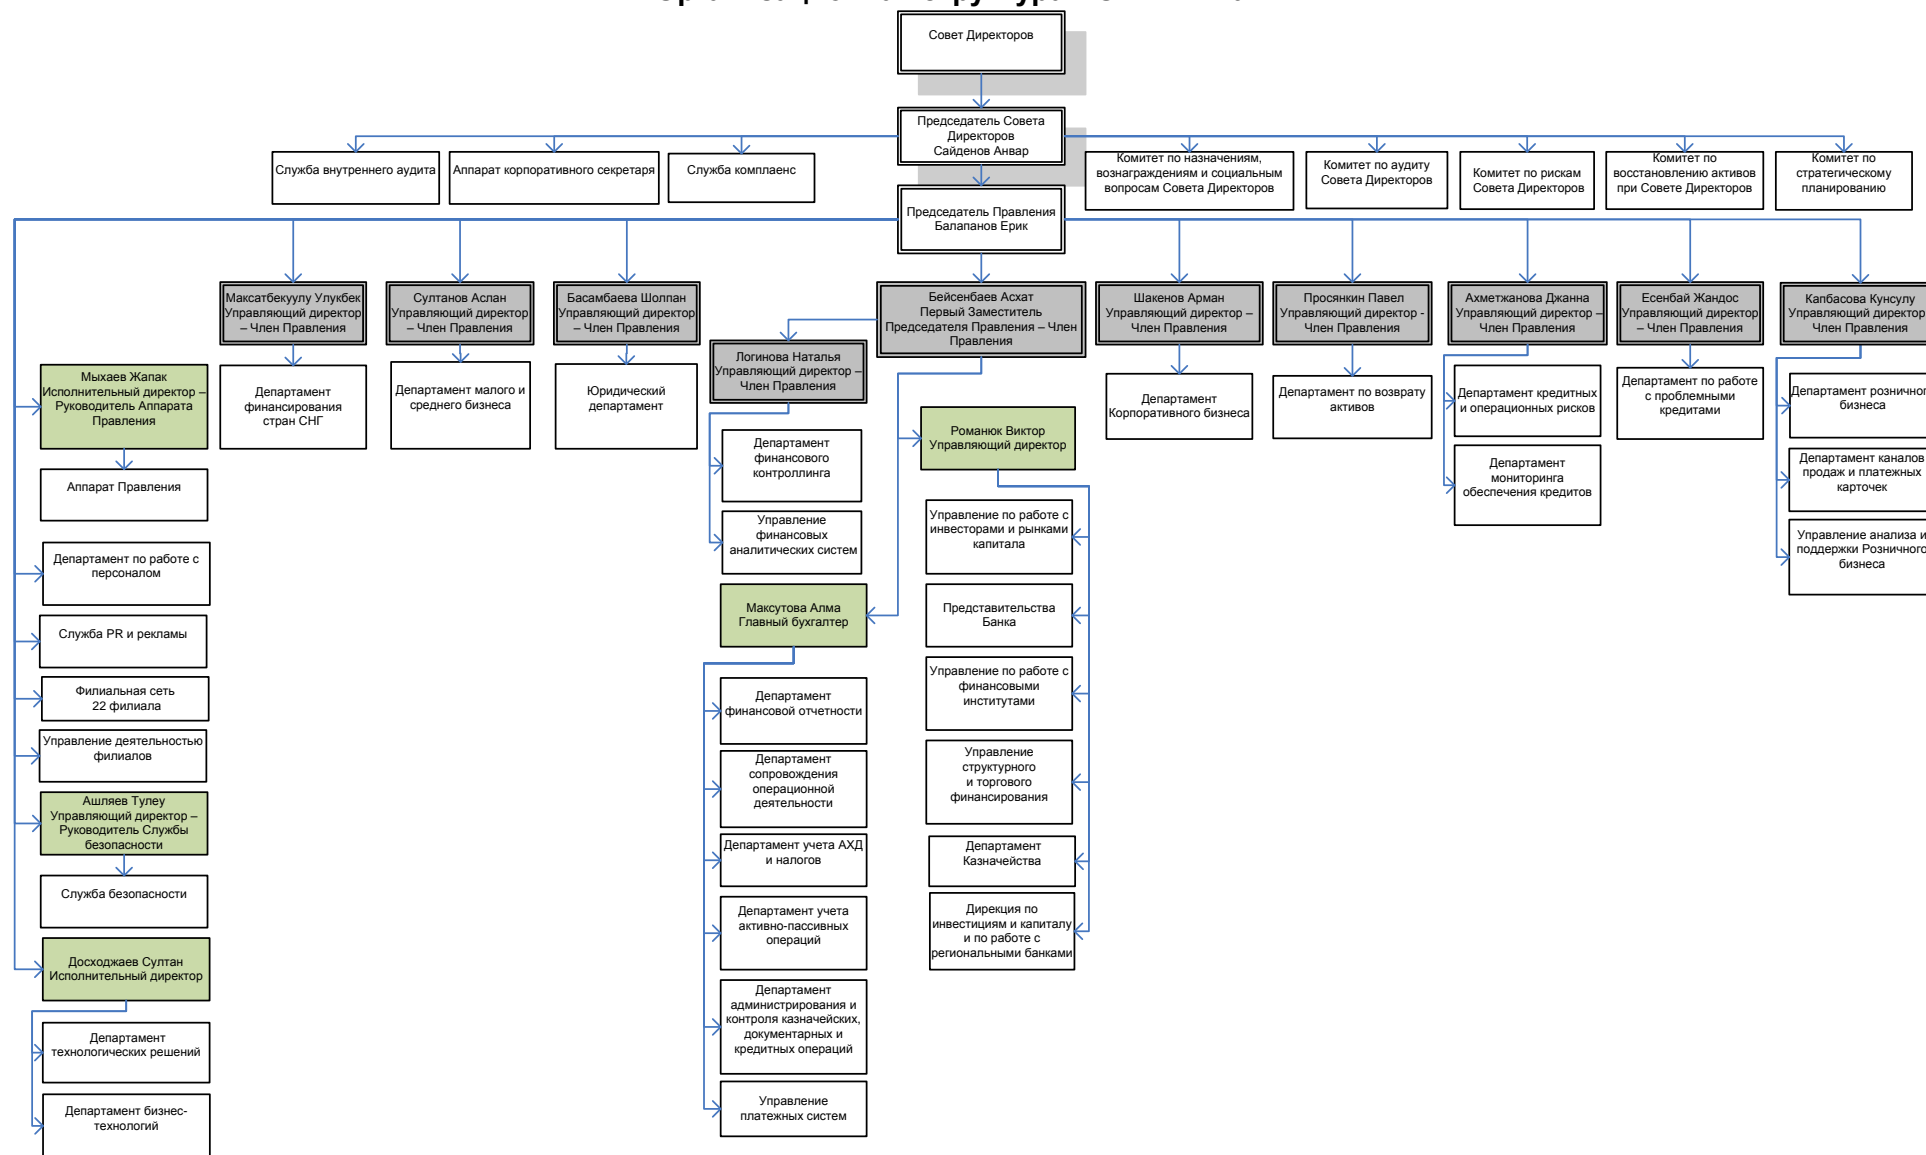 Совет Директоров
Председатель Совета
Директоров
Сайденов Анвар
Служба внутреннего аудита
Аппарат корпоративного секретаря
Служба комплаенс
Комитет по назначениям,
вознаграждениям и социальным
вопросам Совета Директоров
Комитет по аудиту
Совета Директоров
Комитет по рискам
Совета Директоров
Комитет по
восстановлению активов
при Совете Директоров
Комитет по
стратегическому
планированию
Председатель Правления
Балапанов Ерик
Максатбекуулу Улукбек
Управляющий директор
– Член Правления
Султанов Аслан
Управляющий директор
– Член Правления
Басамбаева Шолпан
Управляющий директор
– Член Правления
Бейсенбаев Асхат
Первый Заместитель
Председателя Правления – Член
Правления
Шакенов Арман
Управляющий директор –
Член Правления
Просянкин Павел
Управляющий директор -
Член Правления
Ахметжанова Джанна
Управляющий директор –
Член Правления
Есенбай Жандос
Управляющий директор
– Член Правления
Капбасова Кунсулу
Управляющий директор
Член Правления
Логинова Наталья
Управляющий директор –
Член Правления
Мыхаев Жапак
Исполнительный директор –
Руководитель Аппарата
Правления
Аппарат Правления
Департамент по работе с
персоналом
Служба PR и рекламы
Филиальная сеть
22 филиала
Управление деятельностью
филиалов
Ашляев Тулеу
Управляющий директор –
Руководитель Службы
безопасности
Служба безопасности
Досходжаев Султан
Исполнительный директор
Департамент
технологических решений
Департамент бизнес-
технологий
Департамент
финансирования
стран СНГ
Департамент малого и
среднего бизнеса
Юридический
департамент
Департамент
финансового
контроллинга
Управление
финансовых
аналитических систем
Максутова Алма
Главный бухгалтер
Департамент
финансовой отчетности
Департамент
сопровождения
операционной
деятельности
Департамент учета АХД
и налогов
Департамент учета
активно-пассивных
операций
Департамент
администрирования и
контроля казначейских,
документарных и
кредитных операций
Управление
платежных систем
Романюк Виктор
Управляющий директор
Управление по работе с
инвесторами и рынками
капитала
Представительства
Банка
Управление по работе с
финансовыми
институтами
Управление
структурного
и торгового
финансирования
Департамент
Казначейства
Дирекция по
инвестициям и капиталу
и по работе с
региональными банками
Департамент
Корпоративного бизнеса
Департамент по возврату
активов
Департамент кредитных
и операционных рисков
Департамент
мониторинга
обеспечения кредитов
Департамент по работе
с проблемными
кредитами
Департамент розничног
бизнеса
Департамент каналов
продаж и платежных
карточек
Управление анализа и
поддержки Розничного
бизнеса